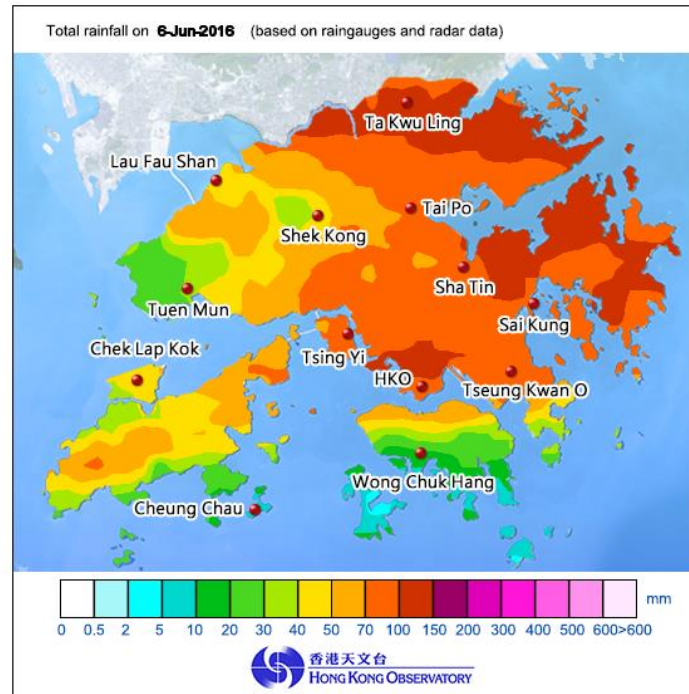 Total rainfall on 6-Jun-2016 (based on raingauges and radar data)
Ta Kwu Ling
Lau Fau Shan
Tai Po
Shek Kong
Sha Tin
Tuen Mun
Sai Kung
Chek Lap Kok
Tsing Yi
HKO
Tseung Kwan O
Wong Chuk Hang
Cheung Chau
mm
0 0.5 2 5 10 20 30 40 50 70 100 150 200 300 400 500 600>600
香港天文台
HONG KONG OBSERVATORY